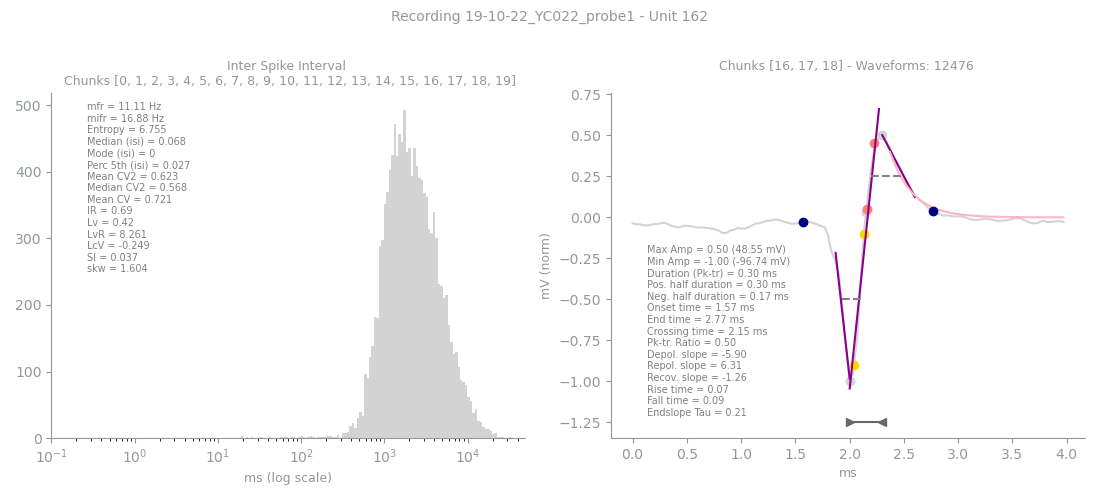 Recording 19-10-22_YC022_probe1 - Unit 162
Inter Spike Interval
Chunks [0, 1, 2, 3, 4, 5, 6, 7, 8, 9, 10, 11, 12, 13, 14, 15, 16, 17, 18, 19]
500
400
300
200
100
0
mfr = 11.11 Hz
mifr = 16.88 Hz
Entropy = 6.755
Median (isi) = 0.068
Mode (isi) = 0
Perc 5th (isi) = 0.027
Mean CV2 = 0.623
Median CV2 = 0.568
Mean CV = 0.721
IR = 0.69
Lv = 0.42
LvR = 8.261
LcV = -0.249
SI = 0.037
skw = 1.604
10⁻¹ 10⁰ 10¹ 10² 10³ 10⁴
ms (log scale)
Chunks [16, 17, 18] - Waveforms: 12476
mV (norm)
0.75
0.50
0.25
0.00
−0.25
−0.50
−0.75
−1.00
−1.25
Max Amp = 0.50 (48.55 mV)
Min Amp = -1.00 (-96.74 mV)
Duration (Pk-tr) = 0.30 ms
Pos. half duration = 0.30 ms
Neg. half duration = 0.17 ms
Onset time = 1.57 ms
End time = 2.77 ms
Crossing time = 2.15 ms
Pk-tr. Ratio = 0.50
Depol. slope = -5.90
Repol. slope = 6.31
Recov. slope = -1.26
Rise time = 0.07
Fall time = 0.09
Endslope Tau = 0.21
0.0 0.5 1.0 1.5 2.0 2.5 3.0 3.5 4.0
ms